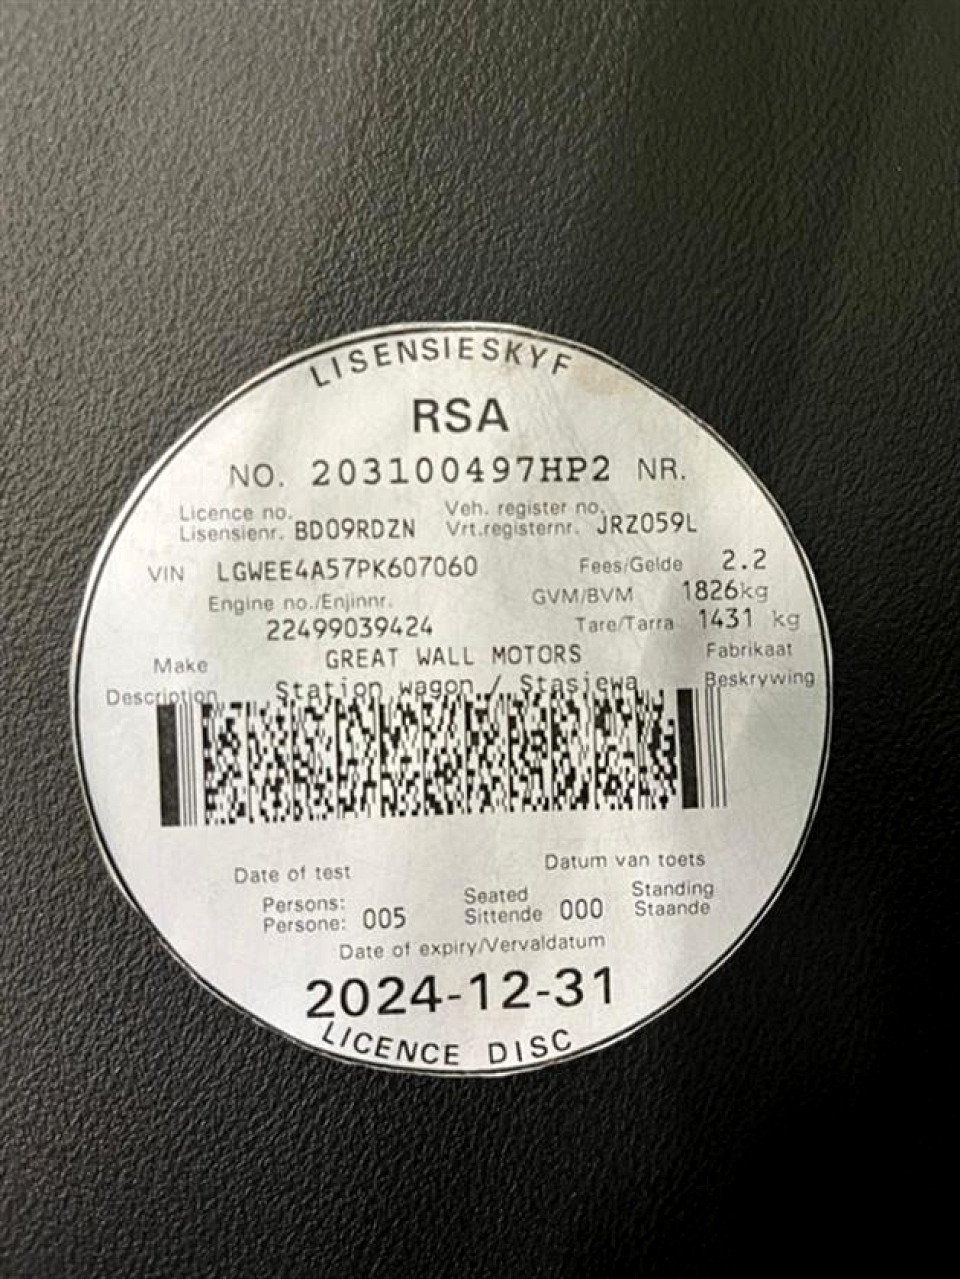 LISENSIESKYF
RSA
NO. 203100497HP2 NR.
Licence no. Veh. register no.
Lisensienr. BD09RDZN Vrt.registernr. JRZ059L
VIN LGWEE4A57PK607060 Fees/Gelde 2.2
Engine no./Enjinnr. GVM/BVM 1826kg
22499039424 Tare/Tarra 1431 kg
Make GREAT WALL MOTORS Fabrikaat
Description Station wagon / Stasiewa Beskrywing
Date of test Datum van toets
Persons: Seated Standing
Persone: 005 Sittende 000 Staande
Date of expiry/Vervaldatum
2024-12-31
LICENCE DISC